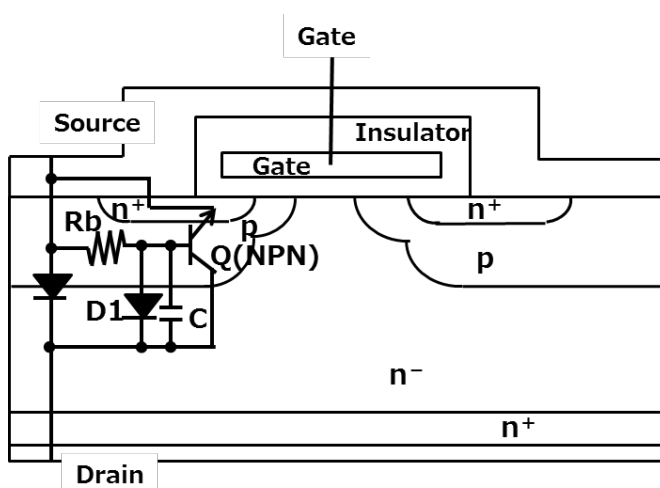 Gate
Source
Insulator
Gate
n⁺
n⁺
Rb
p
Q(NPN)
p
D1
C
n⁻
n⁺
Drain